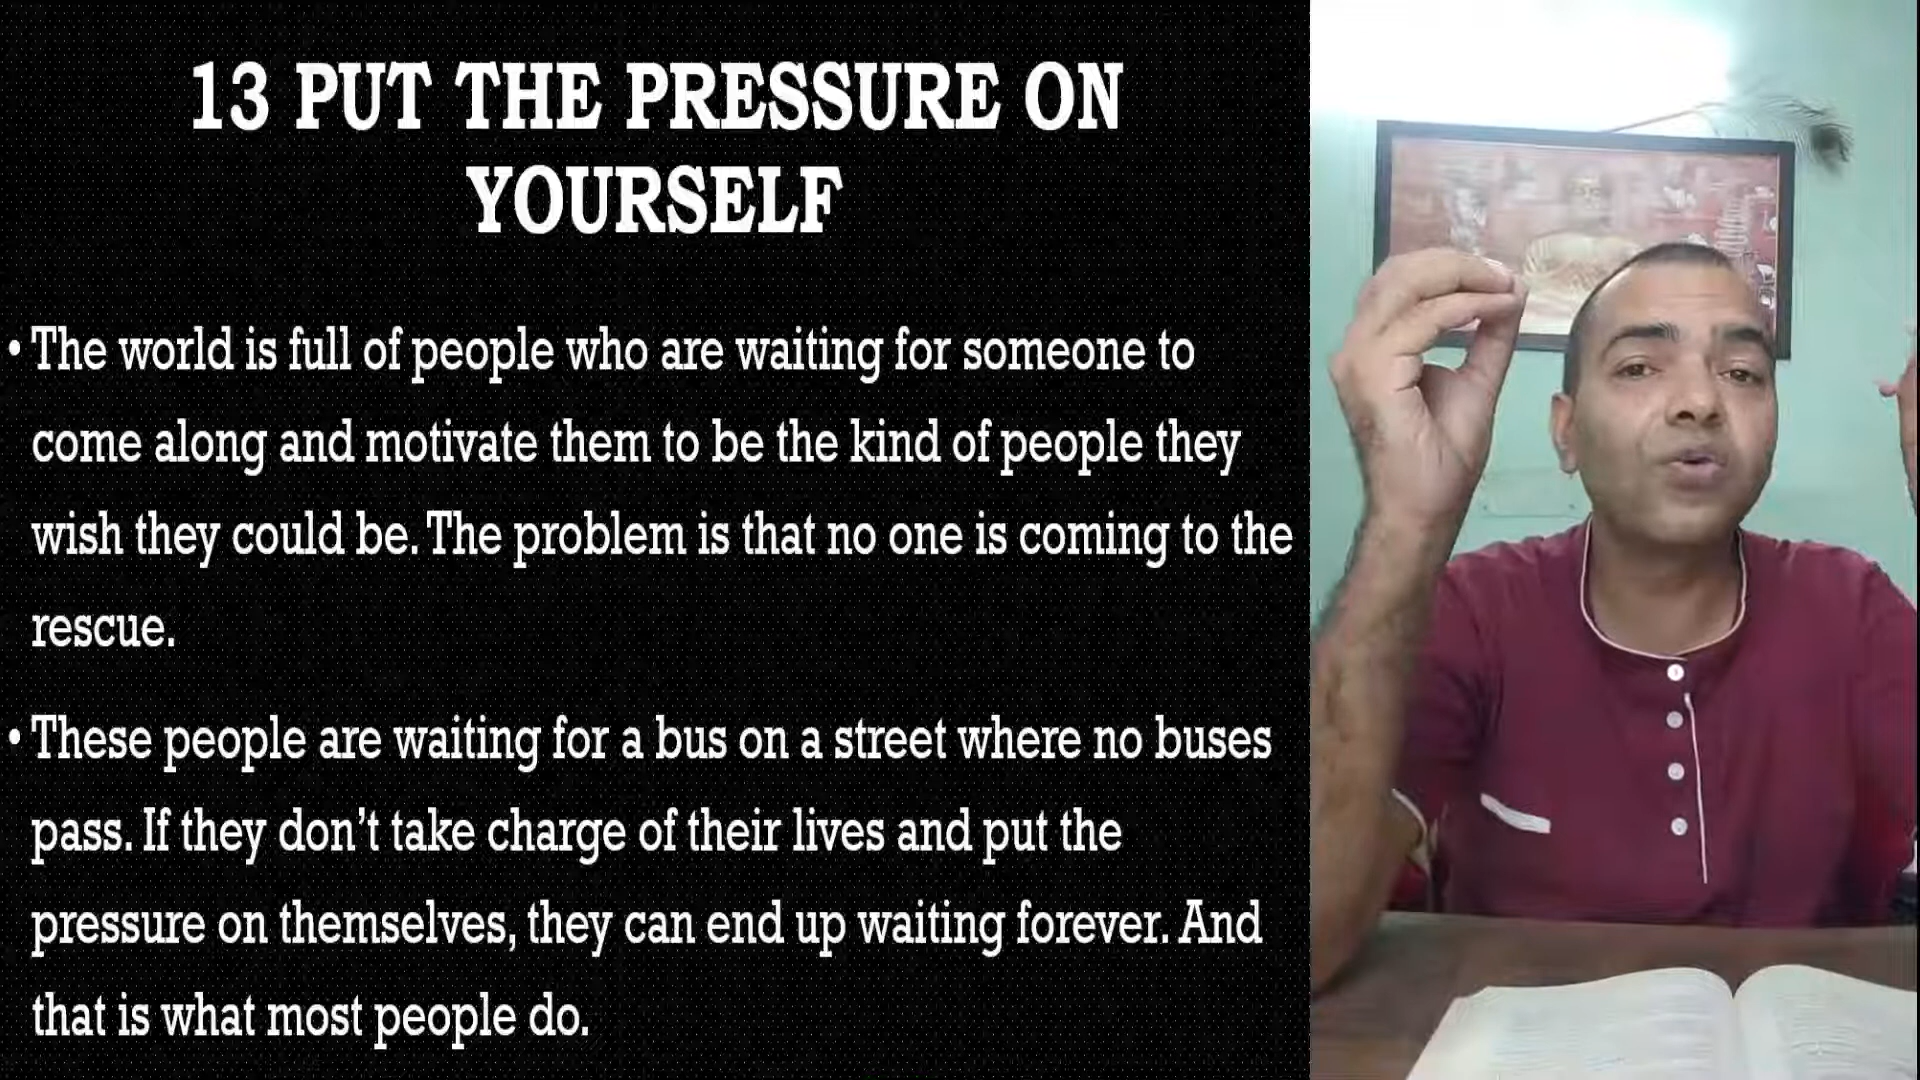 13 PUT THE PRESSURE ON
YOURSELF
• The world is full of people who are waiting for someone to
come along and motivate them to be the kind of people they
wish they could be. The problem is that no one is coming to the
rescue.
• These people are waiting for a bus on a street where no buses
pass. If they don’t take charge of their lives and put the
pressure on themselves, they can end up waiting forever. And
that is what most people do.